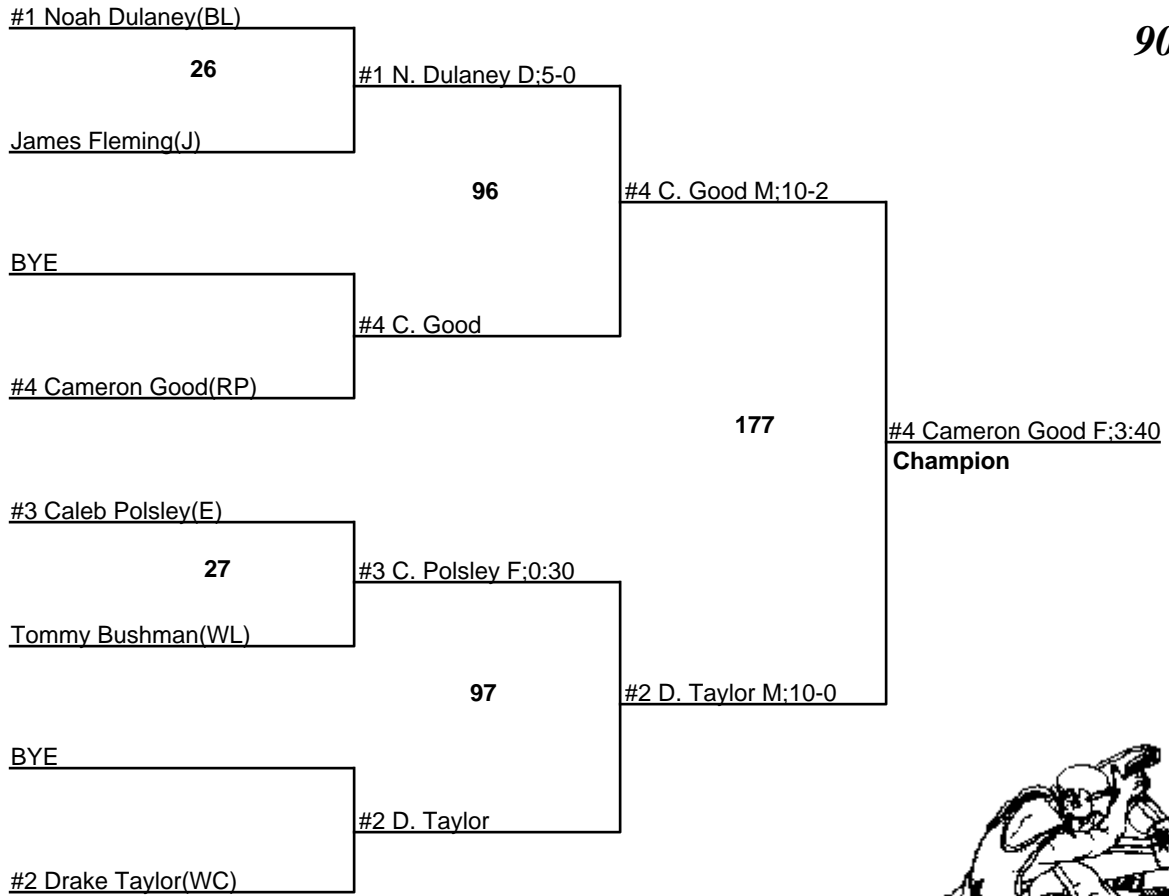 #1 Noah Dulaney(BL)
90
26
#1 N. Dulaney D;5-0
James Fleming(J)
96
#4 C. Good M;10-2
BYE
#4 C. Good
#4 Cameron Good(RP)
177
#4 Cameron Good F;3:40
Champion
#3 Caleb Polsley(E)
27
#3 C. Polsley F;0:30
Tommy Bushman(WL)
97
#2 D. Taylor M;10-0
BYE
#2 D. Taylor
#2 Drake Taylor(WC)